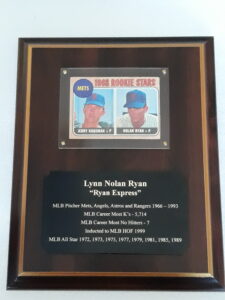 1968 ROOKIE STARS
METS
JERRY KOOSMAN - P
NOLAN RYAN - P
Lynn Nolan Ryan
"Ryan Express"
MLB Pitcher Mets, Angels, Astros and Rangers 1966 – 1993
MLB Career Most K's - 5,714
MLB Career Most No Hitters - 7
Inducted to MLB HOF 1999
MLB All Star 1972, 1973, 1975, 1977, 1979, 1981, 1985, 1989